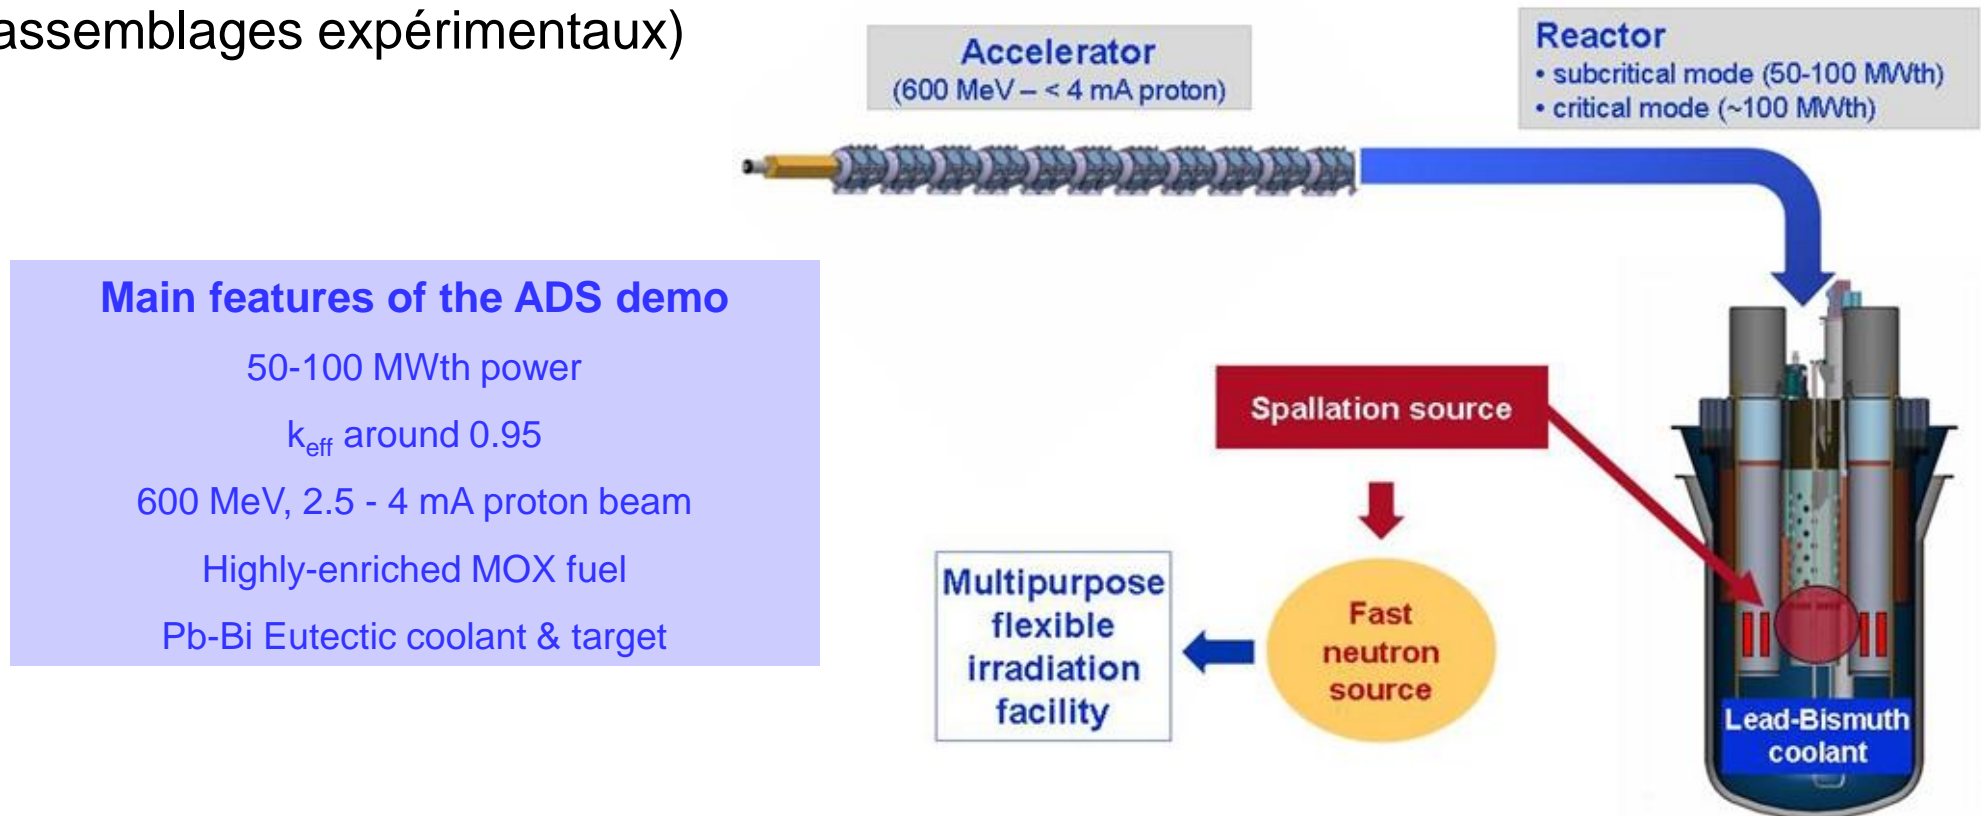 assemblages expérimentaux)
Accelerator
(600 MeV – < 4 mA proton)
Reactor
• subcritical mode (50-100 MWth)
• critical mode (~100 MWth)
Main features of the ADS demo
50-100 MWth power
keff around 0.95
600 MeV, 2.5 - 4 mA proton beam
Highly-enriched MOX fuel
Pb-Bi Eutectic coolant & target
Spallation source
Multipurpose
flexible
irradiation
facility
Fast
neutron
source
Lead-Bismuth
coolant